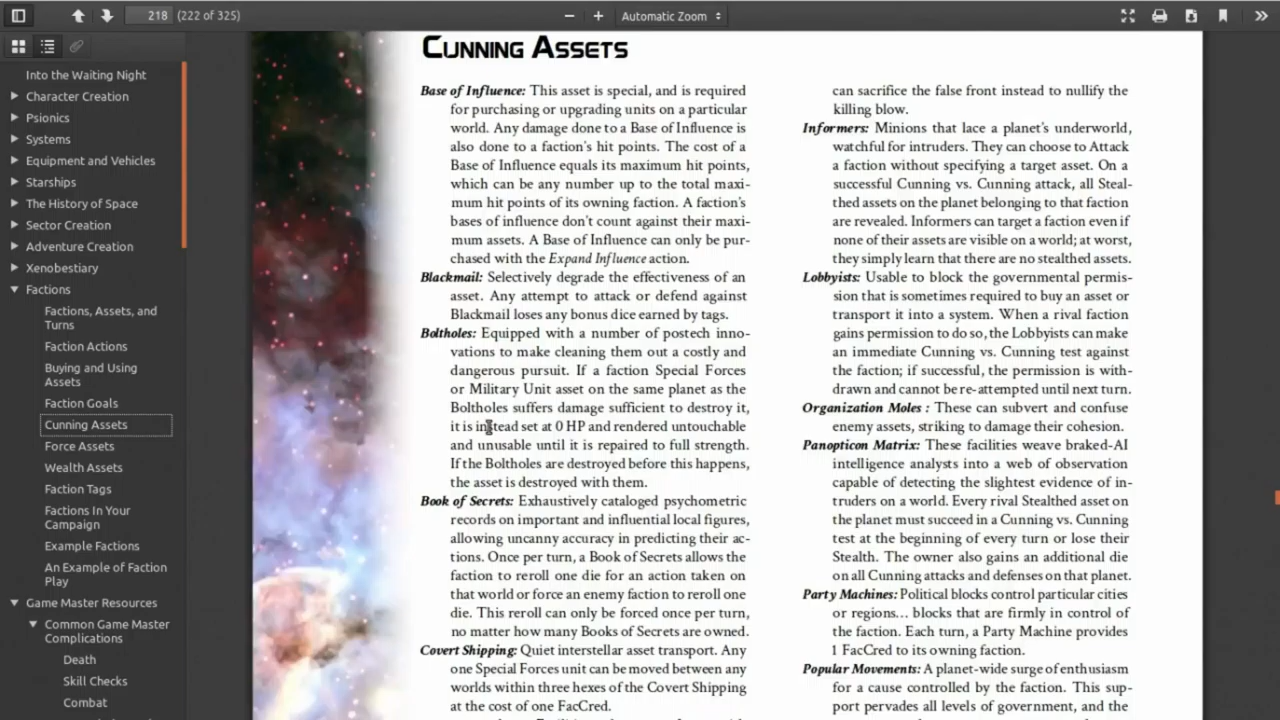 218 (222 of 325)
Automatic Zoom
Into the Waiting Night
Character Creation
Psionics
Systems
Equipment and Vehicles
Starships
The History of Space
Sector Creation
Adventure Creation
Xenobestiary
Factions
Factions, Assets, and
Turns
Faction Actions
Buying and Using
Assets
Faction Goals
Cunning Assets
Force Assets
Wealth Assets
Faction Tags
Factions In Your
Campaign
Example Factions
An Example of Faction
Play
Game Master Resources
Common Game Master
Complications
Death
Skill Checks
Combat
Cunning Assets
Base of Influence: This asset is special, and is required
for purchasing or upgrading units on a particular
world. Any damage done to a Base of Influence is
also done to a faction's hit points. The cost of a
Base of Influence equals its maximum hit points,
which can be any number up to the total maxi-
mum hit points of its owning faction. A faction's
bases of influence don't count against their maxi-
mum assets. A Base of Influence can only be pur-
chased with the Expand Influence action.
Blackmail: Selectively degrade the effectiveness of an
asset. Any attempt to attack or defend against
Blackmail loses any bonus dice earned by tags.
Boltholes: Equipped with a number of postech inno-
vations to make cleaning them out a costly and
dangerous pursuit. If a faction Special Forces
or Military Unit asset on the same planet as the
Boltholes suffers damage sufficient to destroy it,
it is instead set at 0 HP and rendered untouchable
and unusable until it is repaired to full strength.
If the Boltholes are destroyed before this happens,
the asset is destroyed with them.
Book of Secrets: Exhaustively cataloged psychometric
records on important and influential local figures,
allowing uncanny accuracy in predicting their ac-
tions. Once per turn, a Book of Secrets allows the
faction to reroll one die for an action taken on
that world or force an enemy faction to reroll one
die. This reroll can only be forced once per turn,
no matter how many Books of Secrets are owned.
Covert Shipping: Quiet interstellar asset transport. Any
one Special Forces unit can be moved between any
worlds within three hexes of the Covert Shipping
at the cost of one FacCred.
can sacrifice the false front instead to nullify the
killing blow.
Informers: Minions that lace a planet's underworld,
watchful for intruders. They can choose to Attack
a faction without specifying a target asset. On a
successful Cunning vs. Cunning attack, all Steal-
thed assets on the planet belonging to that faction
are revealed. Informers can target a faction even if
none of their assets are visible on a world; at worst,
they simply learn that there are no stealthed assets.
Lobbyists: Usable to block the governmental permis-
sion that is sometimes required to buy an asset or
transport it into a system. When a rival faction
gains permission to do so, the Lobbyists can make
an immediate Cunning vs. Cunning test against
the faction; if successful, the permission is with-
drawn and cannot be re-attempted until next turn.
Organization Moles : These can subvert and confuse
enemy assets, striking to damage their cohesion.
Panopticon Matrix: These facilities weave braked-AI
intelligence analysts into a web of observation
capable of detecting the slightest evidence of in-
truders on a world. Every rival Stealthed asset on
the planet must succeed in a Cunning vs. Cunning
test at the beginning of every turn or lose their
Stealth. The owner also gains an additional die
on all Cunning attacks and defenses on that planet.
Party Machines: Political blocks control particular cities
or regions... blocks that are firmly in control of
the faction. Each turn, a Party Machine provides
1 FacCred to its owning faction.
Popular Movements: A planet-wide surge of enthusiasm
for a cause controlled by the faction. This sup-
port pervades all levels of government, and the